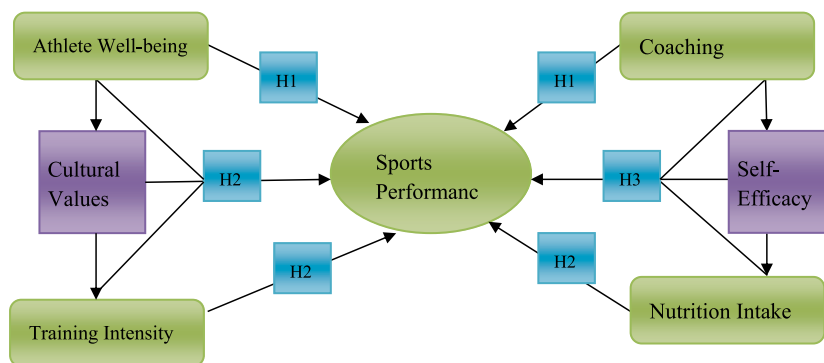 Athlete Well-being
Coaching
H1
H1
Cultural
Values
H2
Sports
Performanc
H3
Self-
Efficacy
H2
H2
Training Intensity
Nutrition Intake